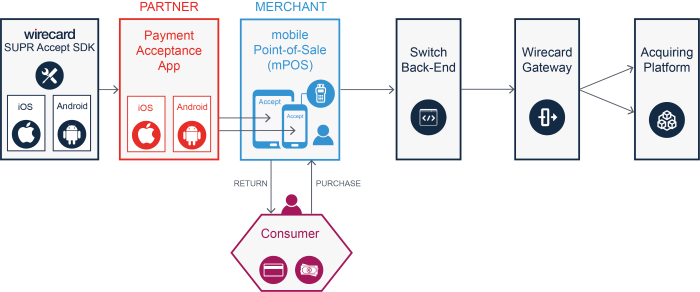 PARTNER
MERCHANT
wirecard
SUPR Accept SDK
iOS
Android
Payment
Acceptance
App
iOS
Android
mobile
Point-of-Sale
(mPOS)
Accept
Accept
Switch
Back-End
Wirecard
Gateway
Acquiring
Platform
RETURN
PURCHASE
Consumer